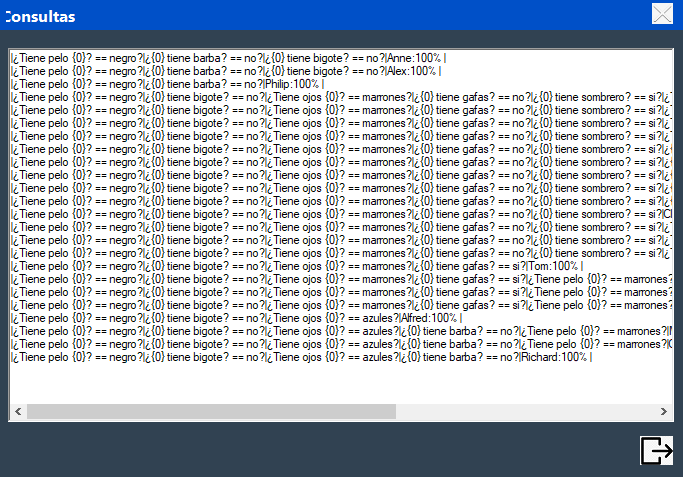 Consultas
|¿Tiene pelo {0}? == negro?|¿{0} tiene barba? == no?|¿{0} tiene bigote? == no?|Anne:100% |
|¿Tiene pelo {0}? == negro?|¿{0} tiene barba? == no?|¿{0} tiene bigote? == no?|Alex:100% |
|¿Tiene pelo {0}? == negro?|¿{0} tiene barba? == no?|Philip:100% |
|¿Tiene pelo {0}? == negro?|¿{0} tiene bigote? == no?|¿Tiene ojos {0}? == marrones?|¿{0} tiene gafas? == no?|¿{0} tiene sombrero? == si?|¿
|¿Tiene pelo {0}? == negro?|¿{0} tiene bigote? == no?|¿Tiene ojos {0}? == marrones?|¿{0} tiene gafas? == no?|¿{0} tiene sombrero? == si?|¿
|¿Tiene pelo {0}? == negro?|¿{0} tiene bigote? == no?|¿Tiene ojos {0}? == marrones?|¿{0} tiene gafas? == no?|¿{0} tiene sombrero? == si?|¿
|¿Tiene pelo {0}? == negro?|¿{0} tiene bigote? == no?|¿Tiene ojos {0}? == marrones?|¿{0} tiene gafas? == no?|¿{0} tiene sombrero? == si?|¿
|¿Tiene pelo {0}? == negro?|¿{0} tiene bigote? == no?|¿Tiene ojos {0}? == marrones?|¿{0} tiene gafas? == no?|¿{0} tiene sombrero? == si?|¿
|¿Tiene pelo {0}? == negro?|¿{0} tiene bigote? == no?|¿Tiene ojos {0}? == marrones?|¿{0} tiene gafas? == no?|¿{0} tiene sombrero? == si?|¿
|¿Tiene pelo {0}? == negro?|¿{0} tiene bigote? == no?|¿Tiene ojos {0}? == marrones?|¿{0} tiene gafas? == no?|¿{0} tiene sombrero? == si?|¿
|¿Tiene pelo {0}? == negro?|¿{0} tiene bigote? == no?|¿Tiene ojos {0}? == marrones?|¿{0} tiene gafas? == no?|¿{0} tiene sombrero? == si?|¿
|¿Tiene pelo {0}? == negro?|¿{0} tiene bigote? == no?|¿Tiene ojos {0}? == marrones?|¿{0} tiene gafas? == no?|¿{0} tiene sombrero? == si?|¿
|¿Tiene pelo {0}? == negro?|¿{0} tiene bigote? == no?|¿Tiene ojos {0}? == marrones?|¿{0} tiene gafas? == no?|¿{0} tiene sombrero? == si?|
|¿Tiene pelo {0}? == negro?|¿{0} tiene bigote? == no?|¿Tiene ojos {0}? == marrones?|¿{0} tiene gafas? == no?|¿{0} tiene sombrero? == si?|¿
|¿Tiene pelo {0}? == negro?|¿{0} tiene bigote? == no?|¿Tiene ojos {0}? == marrones?|¿{0} tiene gafas? == no?|¿{0} tiene sombrero? == si?|¿
|¿Tiene pelo {0}? == negro?|¿{0} tiene bigote? == no?|¿Tiene ojos {0}? == marrones?|¿{0} tiene gafas? == no?|¿{0} tiene sombrero? == si?|¿
|¿Tiene pelo {0}? == negro?|¿{0} tiene bigote? == no?|¿Tiene ojos {0}? == marrones?|¿{0} tiene gafas? == si?|Tom:100% |
|¿Tiene pelo {0}? == negro?|¿{0} tiene bigote? == no?|¿Tiene ojos {0}? == marrones?|¿{0} tiene gafas? == si?|¿Tiene pelo {0}? == marrones?
|¿Tiene pelo {0}? == negro?|¿{0} tiene bigote? == no?|¿Tiene ojos {0}? == marrones?|¿{0} tiene gafas? == si?|¿Tiene pelo {0}? == marrones?
|¿Tiene pelo {0}? == negro?|¿{0} tiene bigote? == no?|¿Tiene ojos {0}? == marrones?|¿{0} tiene gafas? == si?|¿Tiene pelo {0}? == marrones?
|¿Tiene pelo {0}? == negro?|¿{0} tiene bigote? == no?|¿Tiene ojos {0}? == azules?|Alfred:100% |
|¿Tiene pelo {0}? == negro?|¿{0} tiene bigote? == no?|¿Tiene ojos {0}? == azules?|¿{0} tiene barba? == no?|¿Tiene pelo {0}? == marrones?|
|¿Tiene pelo {0}? == negro?|¿{0} tiene bigote? == no?|¿Tiene ojos {0}? == azules?|¿{0} tiene barba? == no?|¿Tiene pelo {0}? == marrones?|
|¿Tiene pelo {0}? == negro?|¿{0} tiene bigote? == no?|¿Tiene ojos {0}? == azules?|¿{0} tiene barba? == no?|Richard:100% |